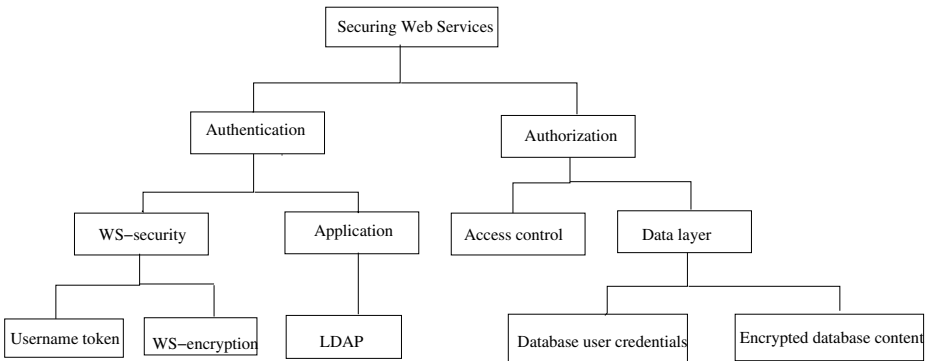 Securing Web Services
Authentication
Authorization
WS−security
Application
Access control
Data layer
Username token
WS−encryption
LDAP
Database user credentials
Encrypted database content